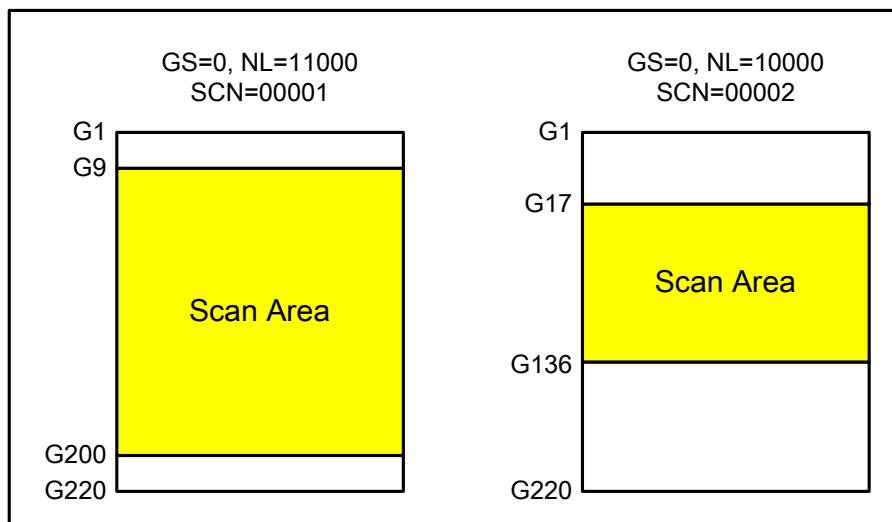 GS=0, NL=11000
SCN=00001
G1
G9
Scan Area
G200
G220
GS=0, NL=10000
SCN=00002
G1
G17
Scan Area
G136
G220